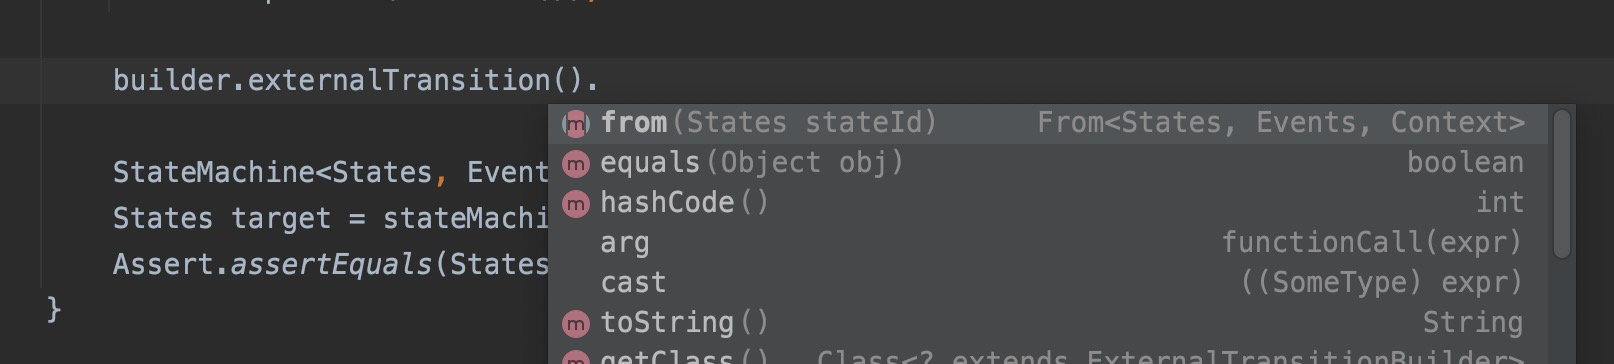 builder.externalTransition().
from(States stateId) From<States, Events, Context>
equals(Object obj) boolean
StateMachine<States, Event
hashCode() int
States target = stateMachi
arg functionCall(expr)
Assert.assertEquals(States
cast ((SomeType) expr)
}
toString() String
getClass() Class<? extends ExternalTransitionBuilder>